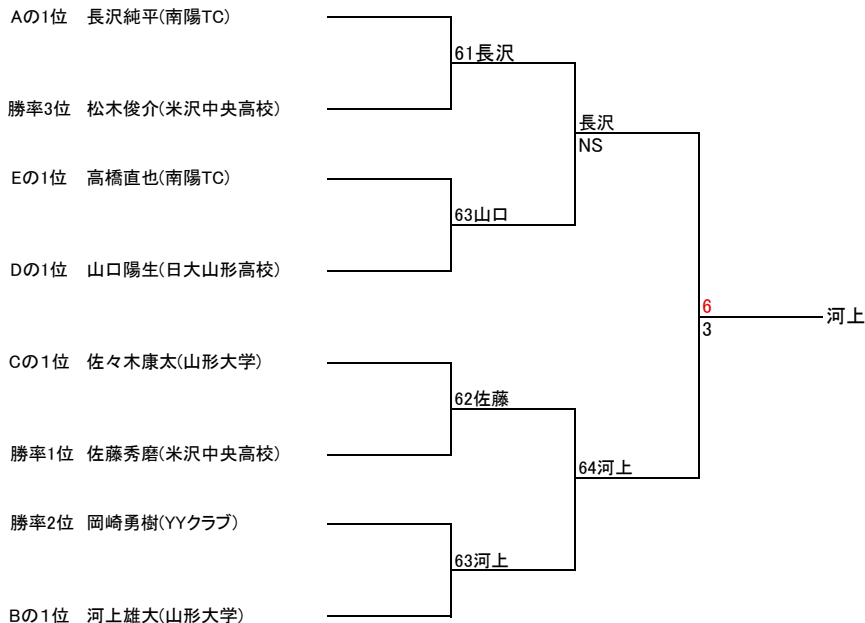 Aの1位 長沢純平(南陽TC)
61長沢
勝率3位 松木俊介(米沢中央高校)
長沢
NS
Eの1位 高橋直也(南陽TC)
63山口
Dの1位 山口陽生(日大山形高校)
6
3
河上
Cの1位 佐々木康太(山形大学)
62佐藤
勝率1位 佐藤秀磨(米沢中央高校)
64河上
勝率2位 岡崎勇樹(YYクラブ)
63河上
Bの1位 河上雄大(山形大学)